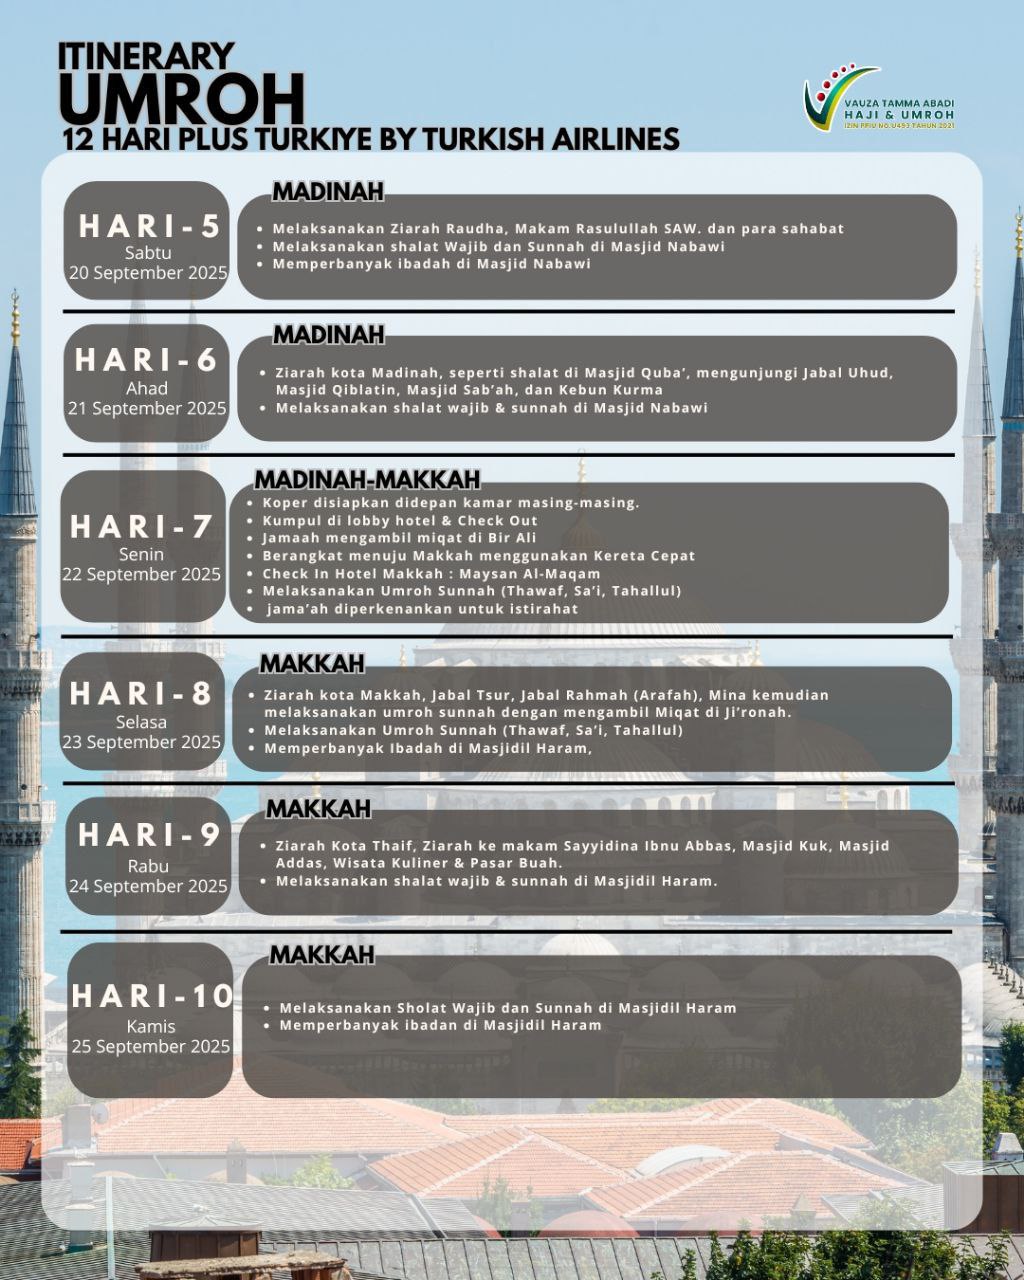 ITINERARY
UMROH
12 HARI PLUS TURKIYE BY TURKISH AIRLINES
VAUZA TAMMA ABADI
HAJI & UMROH
IZIN PPIU NO.U493 TAHUN 2021
HARI-5
Sabtu
20 September 2025
MADINAH
• Melaksanakan Ziarah Raudha, Makam Rasulullah SAW. dan para sahabat
• Melaksanakan shalat Wajib dan Sunnah di Masjid Nabawi
• Memperbanyak ibadah di Masjid Nabawi
HARI-6
Ahad
21 September 2025
MADINAH
• Ziarah kota Madinah, seperti shalat di Masjid Quba’, mengunjungi Jabal Uhud,
Masjid Qiblatin, Masjid Sab’ah, dan Kebun Kurma
• Melaksanakan shalat wajib & sunnah di Masjid Nabawi
HARI-7
Senin
22 September 2025
MADINAH-MAKKAH
• Koper disiapkan didepan kamar masing-masing.
• Kumpul di lobby hotel & Check Out
• Jamaah mengambil miqat di Bir Ali
• Berangkat menuju Makkah menggunakan Kereta Cepat
• Check In Hotel Makkah : Maysan Al-Maqam
• Melaksanakan Umroh Sunnah (Thawaf, Sa’i, Tahallul)
• jama’ah diperkenankan untuk istirahat
HARI-8
Selasa
23 September 2025
MAKKAH
• Ziarah kota Makkah, Jabal Tsur, Jabal Rahmah (Arafah), Mina kemudian
melaksanakan umroh sunnah dengan mengambil Miqat di Ji’ronah.
• Melaksanakan Umroh Sunnah (Thawaf, Sa’i, Tahallul)
• Memperbanyak Ibadah di Masjidil Haram,
HARI-9
Rabu
24 September 2025
MAKKAH
• Ziarah Kota Thaif, Ziarah ke makam Sayyidina Ibnu Abbas, Masjid Kuk, Masjid
Addas, Wisata Kuliner & Pasar Buah.
• Melaksanakan shalat wajib & sunnah di Masjidil Haram.
HARI-10
Kamis
25 September 2025
MAKKAH
• Melaksanakan Sholat Wajib dan Sunnah di Masjidil Haram
• Memperbanyak ibadan di Masjidil Haram